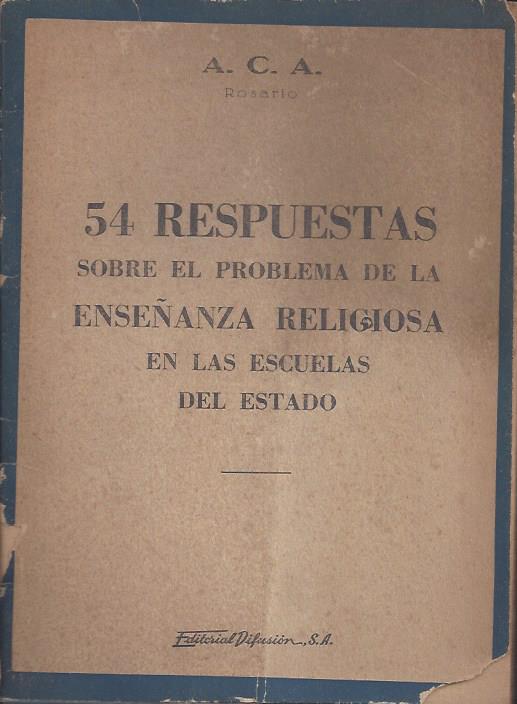 A. C. A.
Rosario
54 RESPUESTAS
SOBRE EL PROBLEMA DE LA
ENSEÑANZA RELIGIOSA
EN LAS ESCUELAS
DEL ESTADO
Editorial Difusión, S.A.